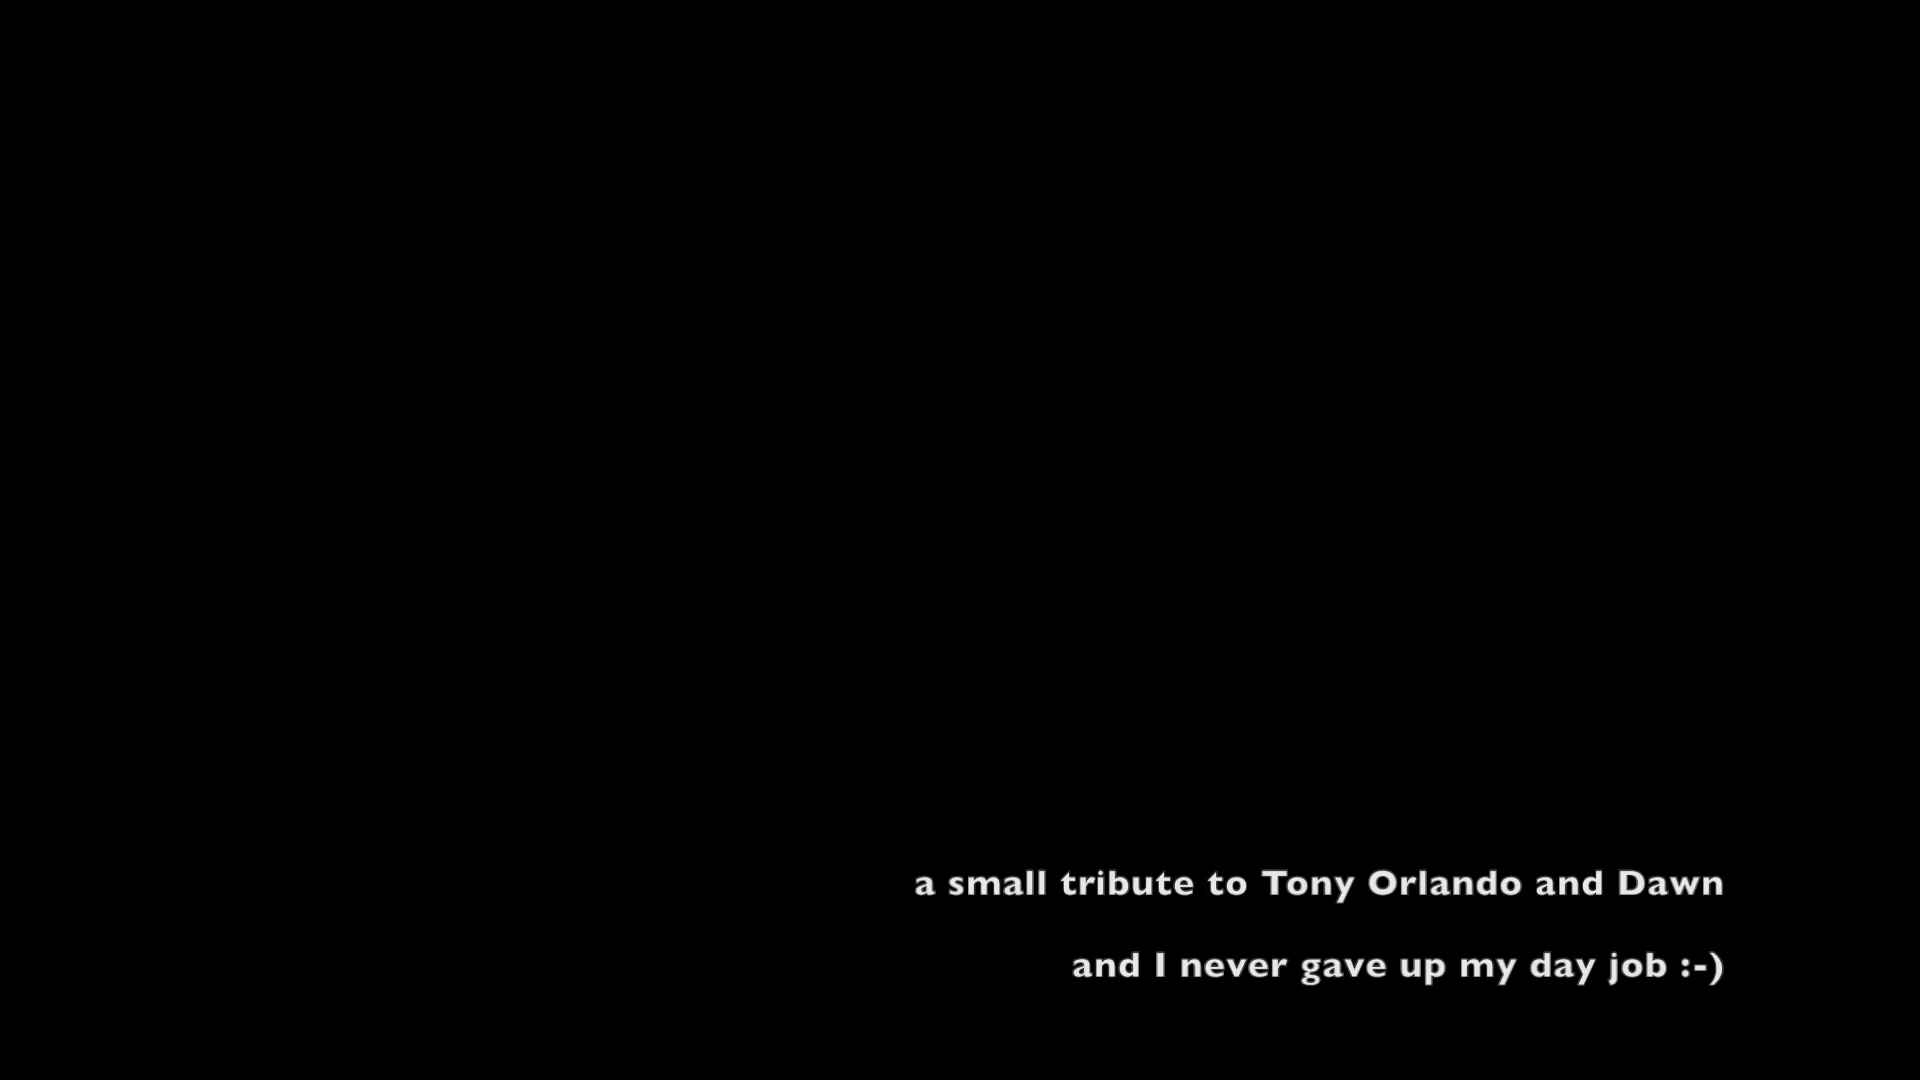 a small tribute to Tony Orlando and Dawn
and I never gave up my day job :-)